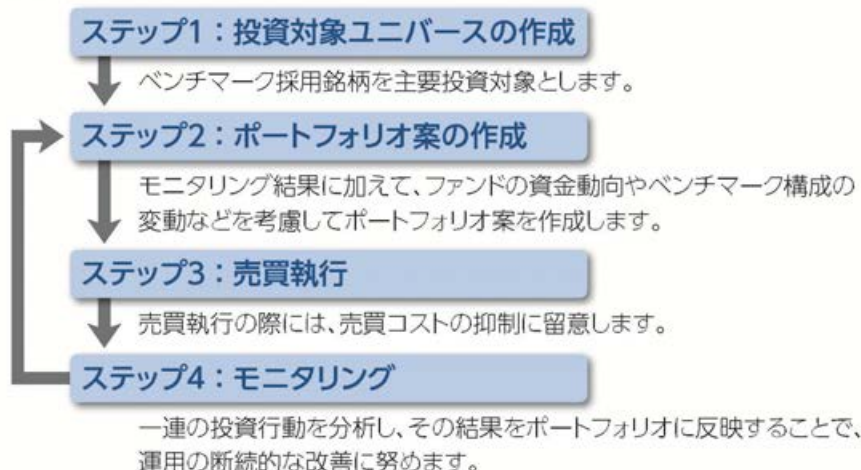 ステップ1：投資対象ユニバースの作成
ベンチマーク採用銘柄を主要投資対象とします。
ステップ2：ポートフォリオ案の作成
モニタリング結果に加えて、ファンドの資金動向やベンチマーク構成の
変動などを考慮してポートフォリオ案を作成します。
ステップ3：売買執行
売買執行の際には、売買コストの抑制に留意します。
ステップ4：モニタリング
一連の投資行動を分析し、その結果をポートフォリオに反映することで、
運用の断続的な改善に努めます。